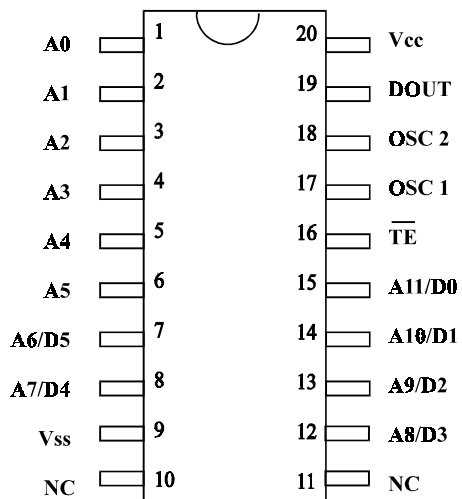 A0 1 20 Vcc
A1 2 19 DOUT
A2 3 18 OSC 2
A3 4 17 OSC 1
A4 5 16 T̅E̅
A5 6 15 A11/D0
A6/D5 7 14 A10/D1
A7/D4 8 13 A9/D2
Vss 9 12 A8/D3
NC 10 11 NC